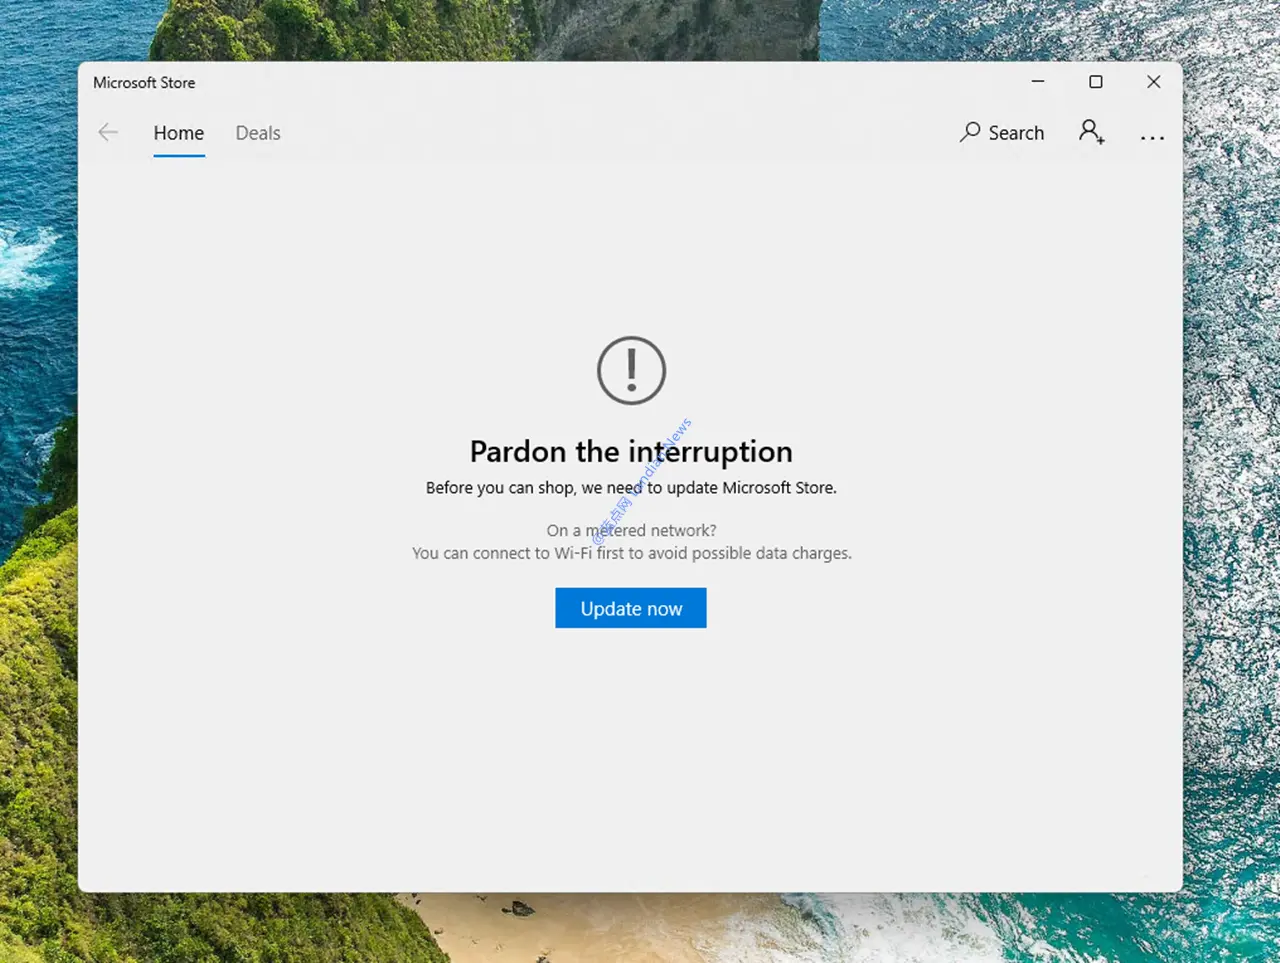 Microsoft Store
Home Deals Search ...
Pardon the interruption
Before you can shop, we need to update Microsoft Store.
On a metered network?
You can connect to Wi-Fi first to avoid possible data charges.
Update now
@蓝点网 Landian.News